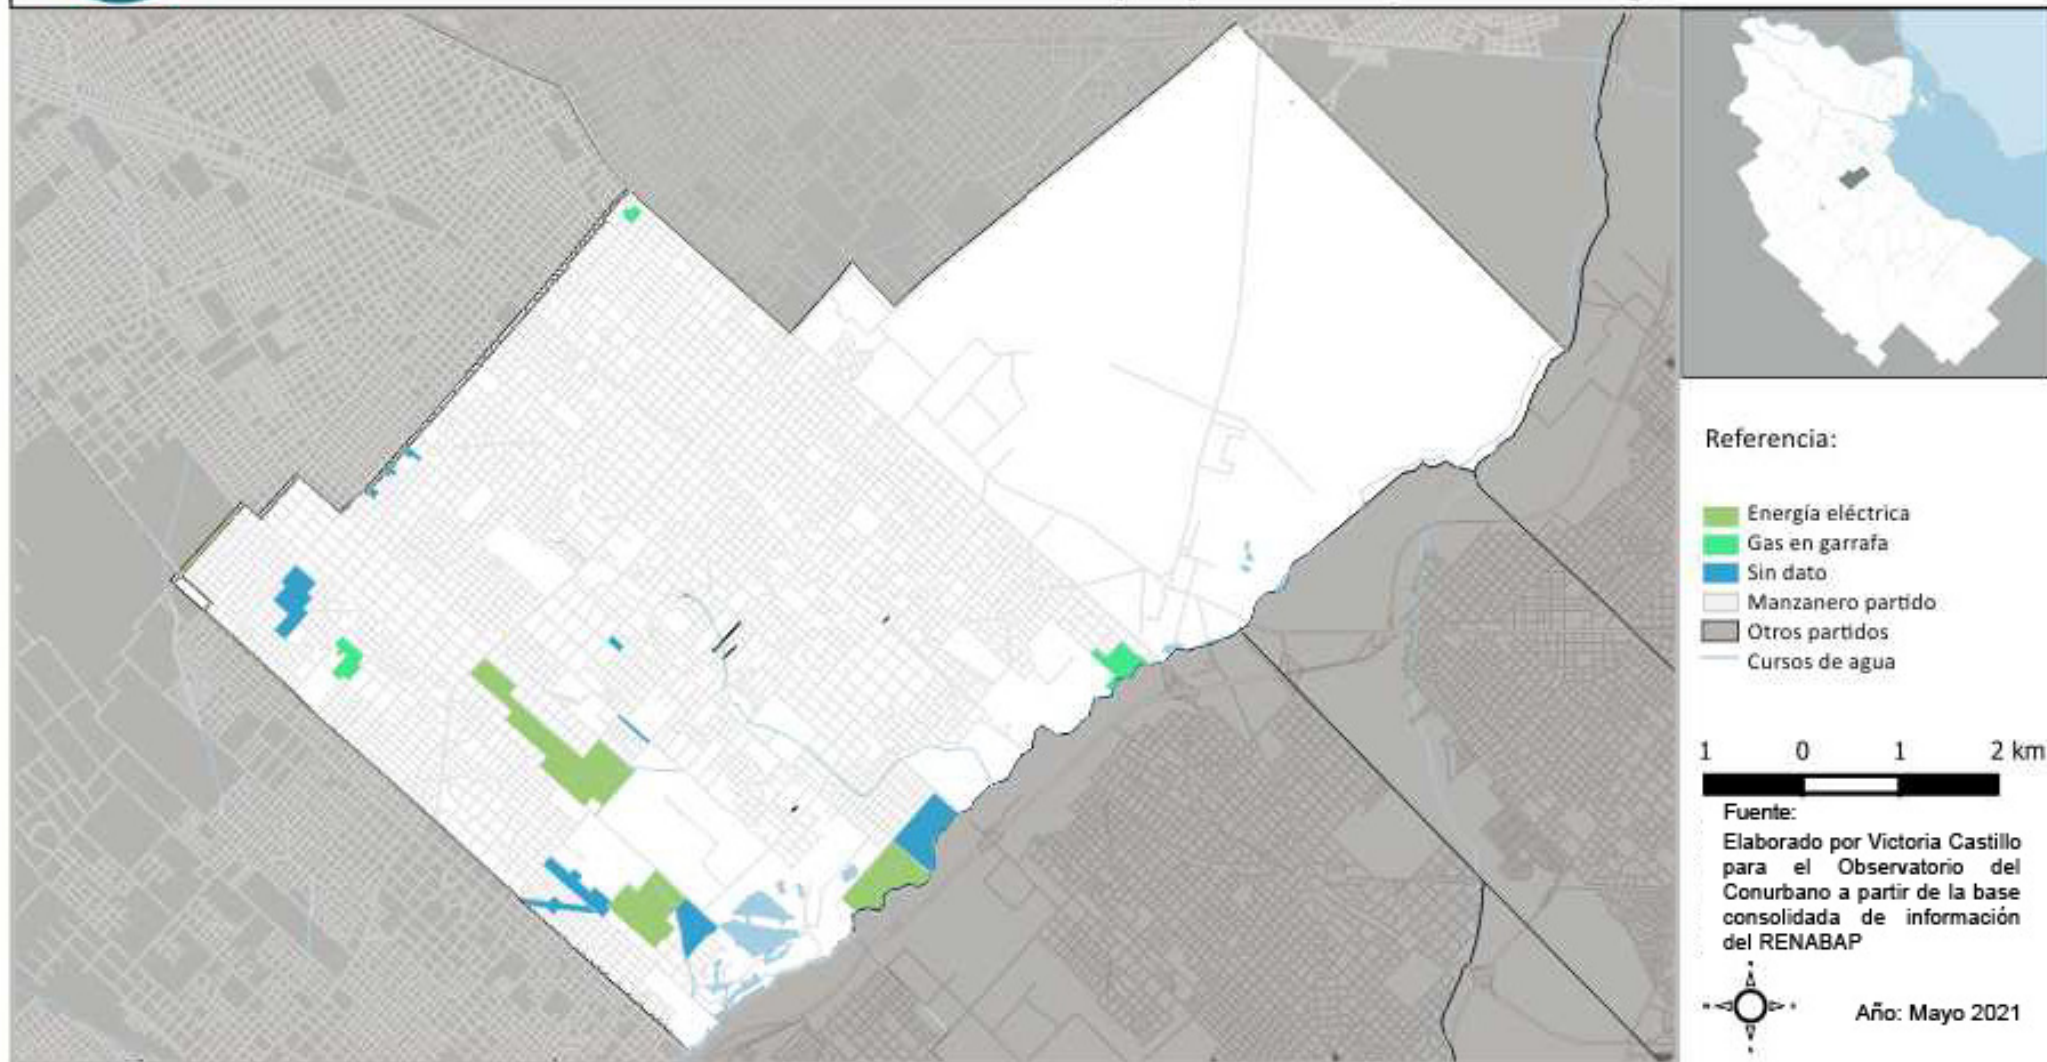 Referencia:
Energía eléctrica
Gas en garrafa
Sin dato
Manzanero partido
Otros partidos
Cursos de agua
1 0 1 2 km
Fuente:
Elaborado por Victoria Castillo
para el Observatorio del
Conurbano a partir de la base
consolidada de información
del RENABAP
Año: Mayo 2021